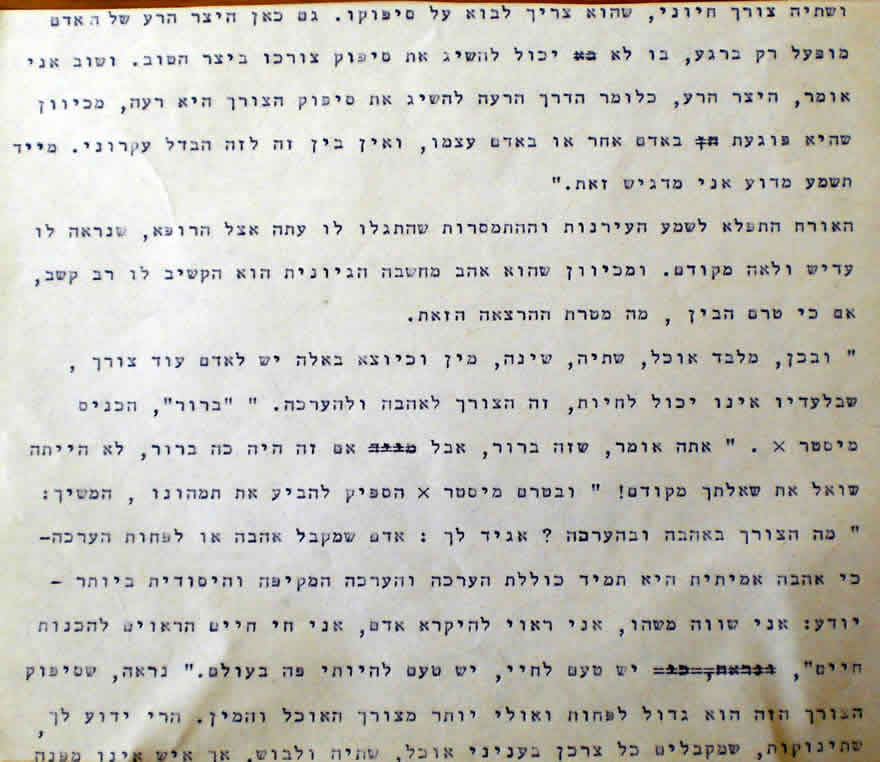 ושתיה צורך חיוני, שהוא צריך לבוא על סיפוקו. גם כאן היצר הרע של האדם
מופעל רק ברגע, בו לא בא יכול להשיג את סיפוק צורכו ביצר הטוב. ושוב אני
אומר, היצר הרע, כלומר הדרך הרעה להשיג את סיפוק הצורך היא רעה, מכיוון
שהיא פוגעת הן באדם אחר או באדם עצמו, ואין בין זה לזה הבדל עקרוני. מייד
תשמע מדוע אני מדגיש זאת."
האורח התפלא לשמע העירנות וההתמסרות שהתגלו לו עתה אצל הרופא, שנראה לו
עדיש ולאה מקודם. ומכיוון שהוא אהב מחשבה הגיונית הוא הקשיב לו רב קשב,
אם כי טרם הבין , מה מטרת ההרצאה הזאת.
" ובכן, מלבד אוכל, שתיה, שינה, מין וכיוצא באלה יש לאדם עוד צורך ,
שבלעדיו אינו יכול לחיות, זה הצורך לאהבה ולהערכה. " "ברור", הכניס
מיסטר × . " אתה אומר, שזה ברור, אבל אם זה היה כה ברור, לא הייתה
שואל את שאלתך מקודם! " ובטרם מיסטר × הספיק להביע את תמהונו , המשיך:
" מה הצורך באהבה ובהערכה ? אגיד לך : אדם שמקבל אהבה או לפחות הערכה-
כי אהבה אמיתית היא תמיד כוללת הערכה והערכה המקיפה והיסודית ביותר -
יודע: אני שווה משהו, אני ראוי להיקרא אדם, אני חי חיים הראוים להכנות
חיים", ונראה, כי יש טעם לחיי, יש טעם להיותי פה בעולם." נראה, שסיפוק
הצורך הזה הוא גדול לפחות ואולי יותר מצורך האוכל והמין. הרי ידוע לך,
שתינוקות, שמקבלים כל צרכן בעניני אוכל, שתיה ולבוש, אך איש אינו מפנה